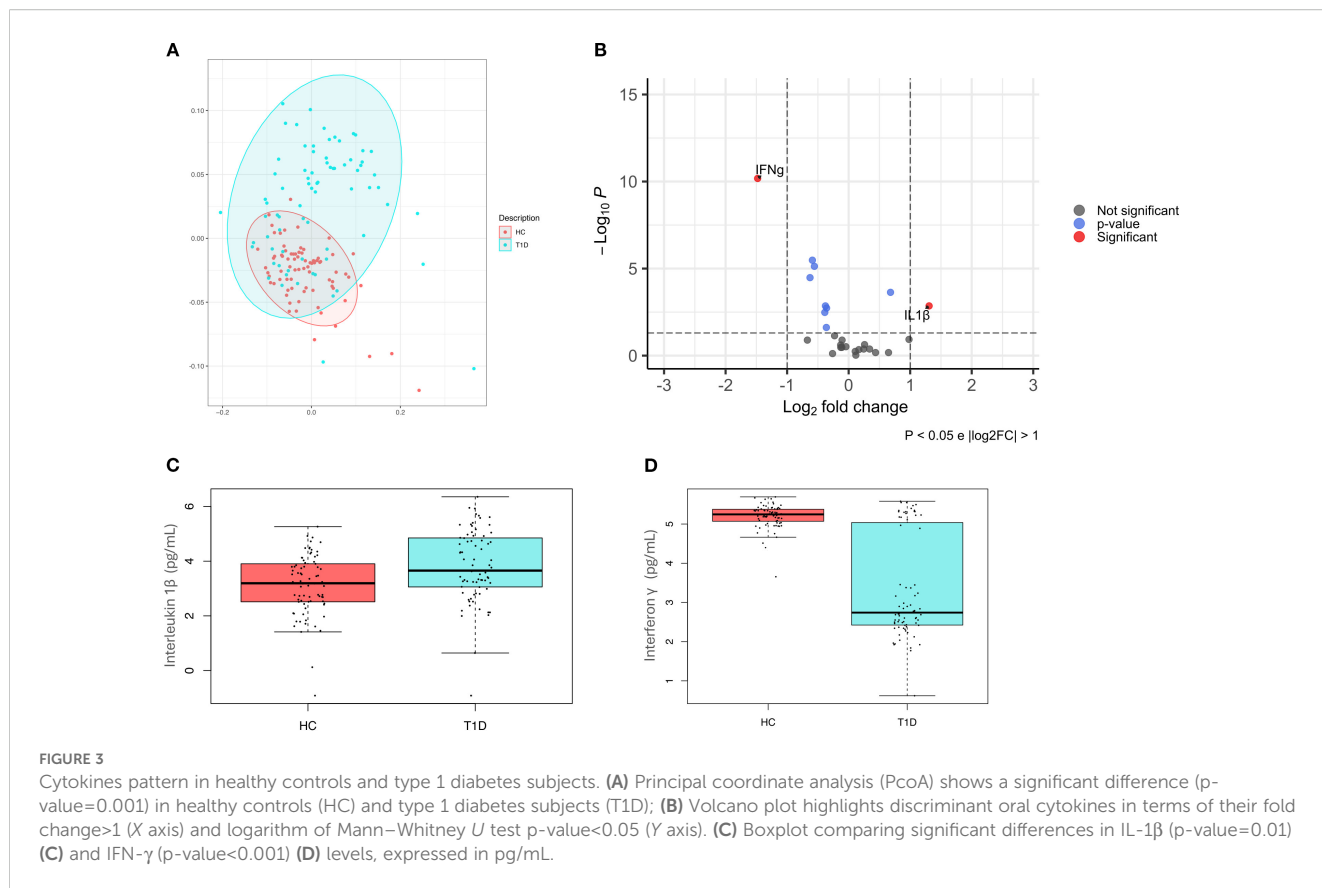 A
0.10
0.05
0.00
-0.05
-0.10
-0.2
0.0
0.2
Description
HC
T1D
B
15
10
5
0
-3
-2
-1
0
1
2
3
−Log10 P
Log2 fold change
IFNg
IL1β
Not significant
p-value
Significant
P < 0.05 e |log2FC| > 1
C
Interleukin 1β (pg/mL)
6
4
2
0
HC
T1D
D
Interferon γ (pg/mL)
5
4
3
2
1
HC
T1D
FIGURE 3
Cytokines pattern in healthy controls and type 1 diabetes subjects. (A) Principal coordinate analysis (PcoA) shows a significant difference (p-
value=0.001) in healthy controls (HC) and type 1 diabetes subjects (T1D); (B) Volcano plot highlights discriminant oral cytokines in terms of their fold
change>1 (X axis) and logarithm of Mann–Whitney U test p-value<0.05 (Y axis). (C) Boxplot comparing significant differences in IL-1β (p-value=0.01)
(C) and IFN-γ (p-value<0.001) (D) levels, expressed in pg/mL.